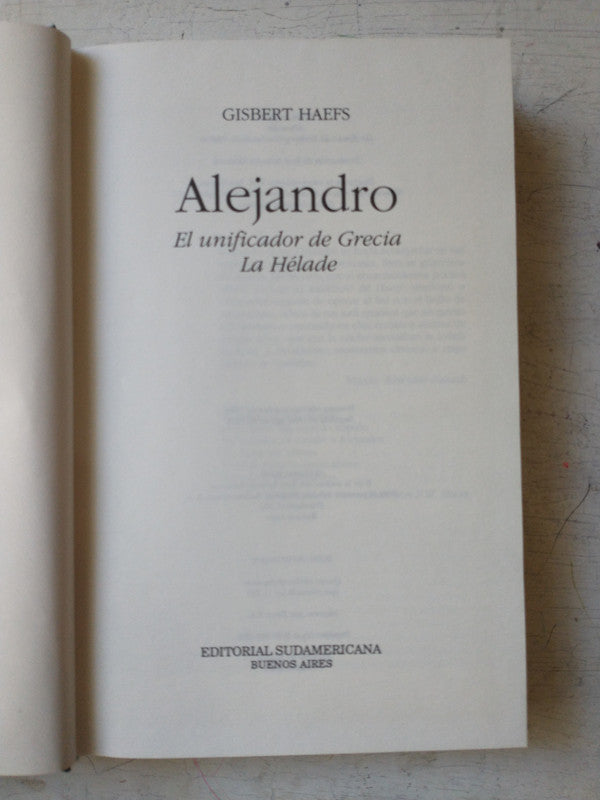 GISBERT HAEFS
Alejandro
El unificador de Grecia
La Hélade
EDITORIAL SUDAMERICANA
BUENOS AIRES